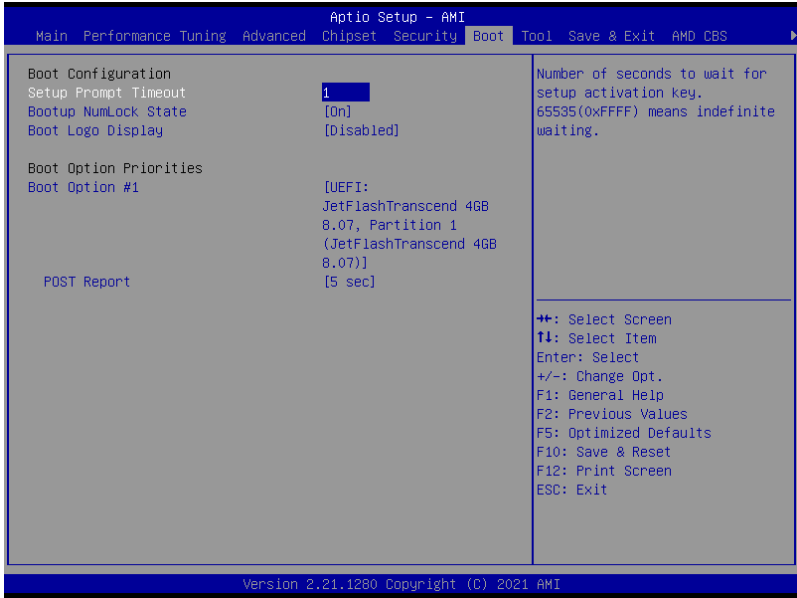 Aptio Setup – AMI
Main Performance Tuning Advanced Chipset Security Boot Tool Save & Exit AMD CBS
Boot Configuration
Setup Prompt Timeout 1
Bootup NumLock State [On]
Boot Logo Display [Disabled]
Boot Option Priorities
Boot Option #1 [UEFI:
JetFlashTranscend 4GB
8.07, Partition 1
(JetFlashTranscend 4GB
8.07)]
POST Report [5 sec]
Number of seconds to wait for
setup activation key.
65535(0xFFFF) means indefinite
waiting.
→←: Select Screen
↑↓: Select Item
Enter: Select
+/-: Change Opt.
F1: General Help
F2: Previous Values
F5: Optimized Defaults
F10: Save & Reset
F12: Print Screen
ESC: Exit
Version 2.21.1280 Copyright (C) 2021 AMI